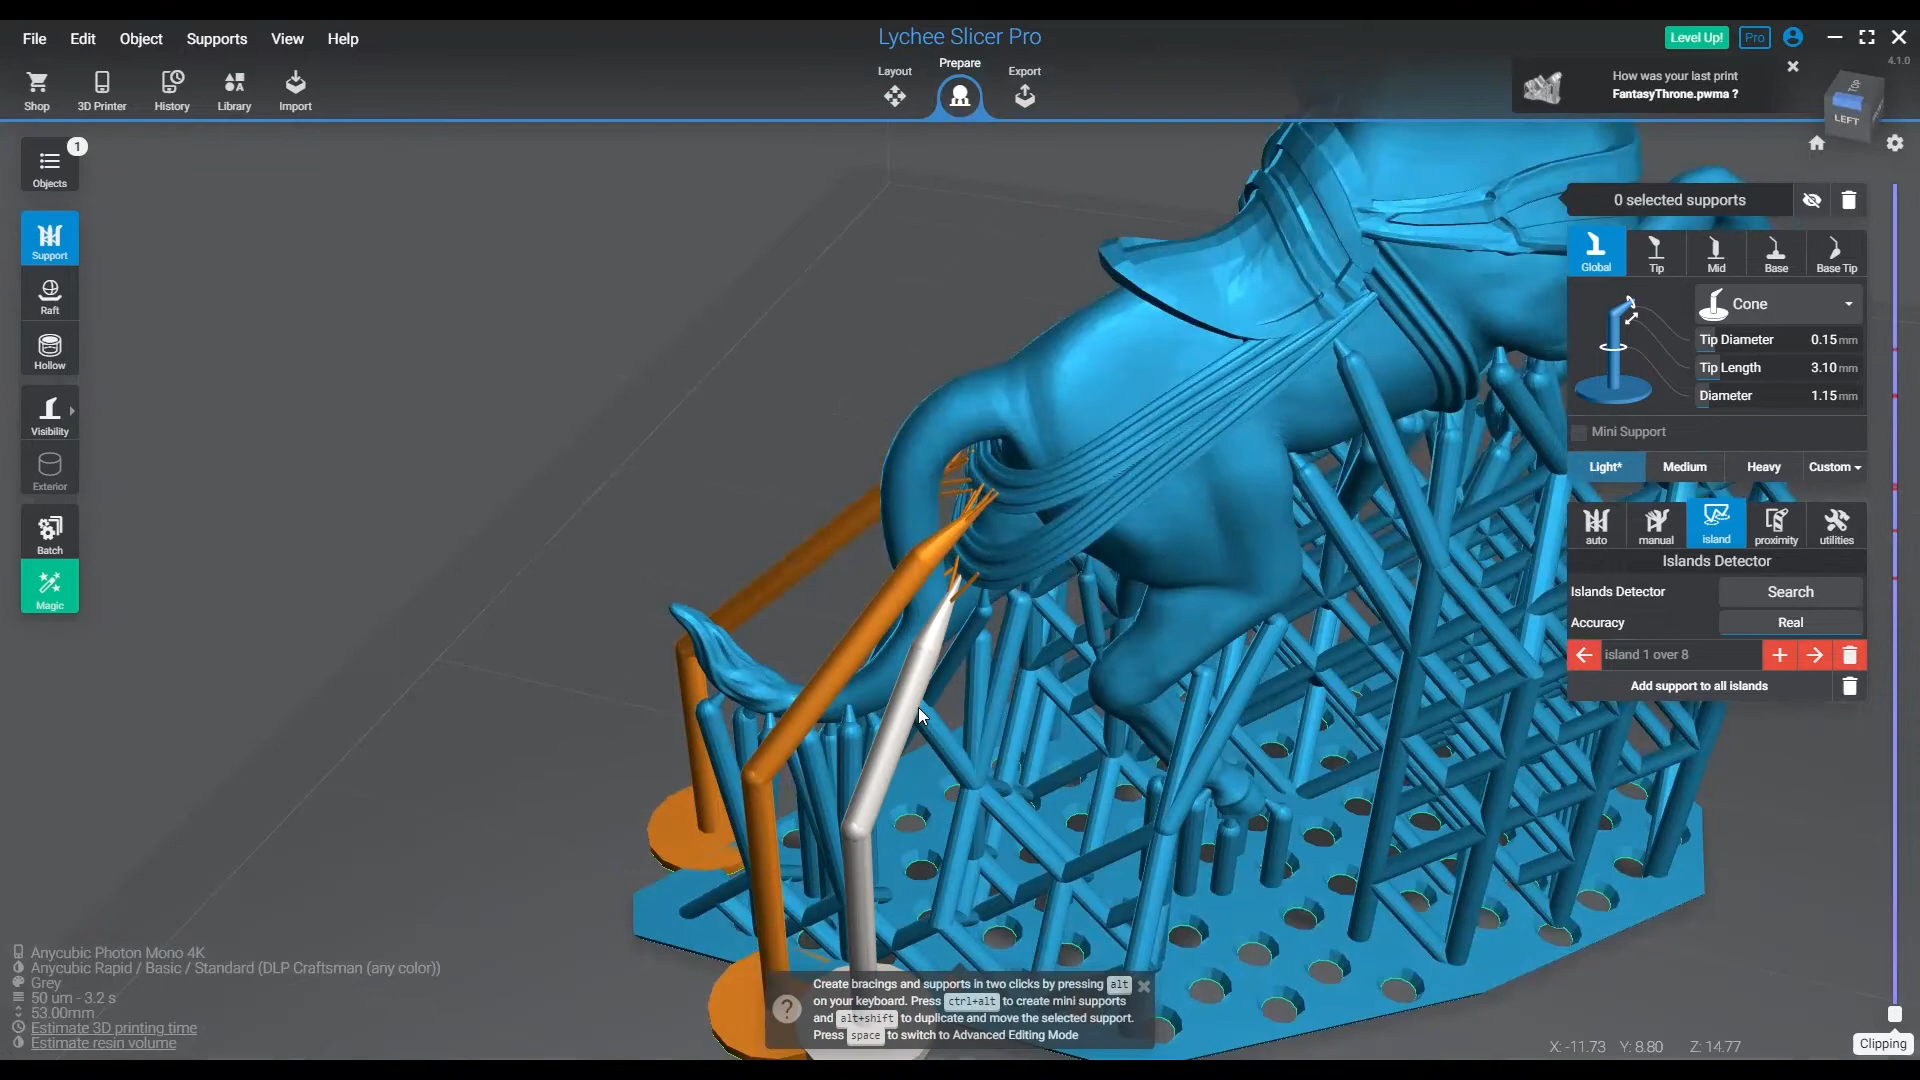 File Edit Object Supports View Help
Lychee Slicer Pro
Level Up! Pro
4.1.0
Shop 3D Printer History Library Import
Layout Prepare Export
How was your last print
FantasyThrone.pwma ?
TOP
LEFT
1
Objects
Support
Raft
Hollow
Visibility
Exterior
Batch
Magic
0 selected supports
Global Tip Mid Base Base Tip
Cone
Tip Diameter 0.15 mm
Tip Length 3.10 mm
Diameter 1.15 mm
Mini Support
Light* Medium Heavy Custom
auto manual island proximity utilities
Islands Detector
Islands Detector Search
Accuracy Real
island 1 over 8
Add support to all islands
Anycubic Photon Mono 4K
Anycubic Rapid / Basic / Standard (DLP Craftsman (any color))
Grey
50 um - 3.2 s
53.00mm
Estimate 3D printing time
Estimate resin volume
? Create bracings and supports in two clicks by pressing alt
on your keyboard. Press ctrl+alt to create mini supports
and alt+shift to duplicate and move the selected support.
Press space to switch to Advanced Editing Mode
X: -11.73 Y: 8.80 Z: 14.77
Clipping